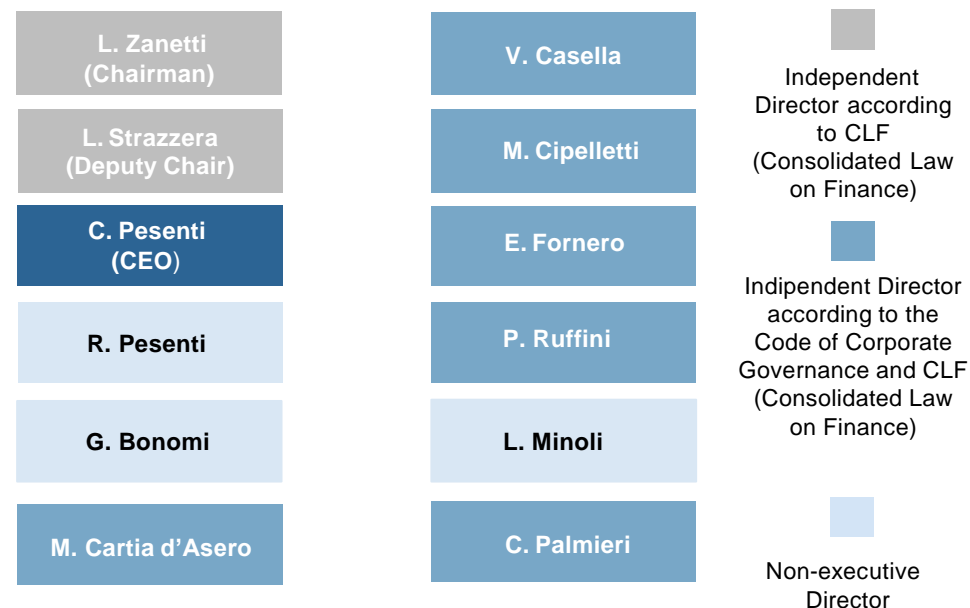 L. Zanetti
(Chairman)
L. Strazzera
(Deputy Chair)
C. Pesenti
(CEO)
R. Pesenti
G. Bonomi
M. Cartia d’Asero
V. Casella
M. Cipelletti
E. Fornero
P. Ruffini
L. Minoli
C. Palmieri
Independent
Director according
to CLF
(Consolidated Law
on Finance)
Indipendent Director
according to the
Code of Corporate
Governance and CLF
(Consolidated Law
on Finance)
Non-executive
Director